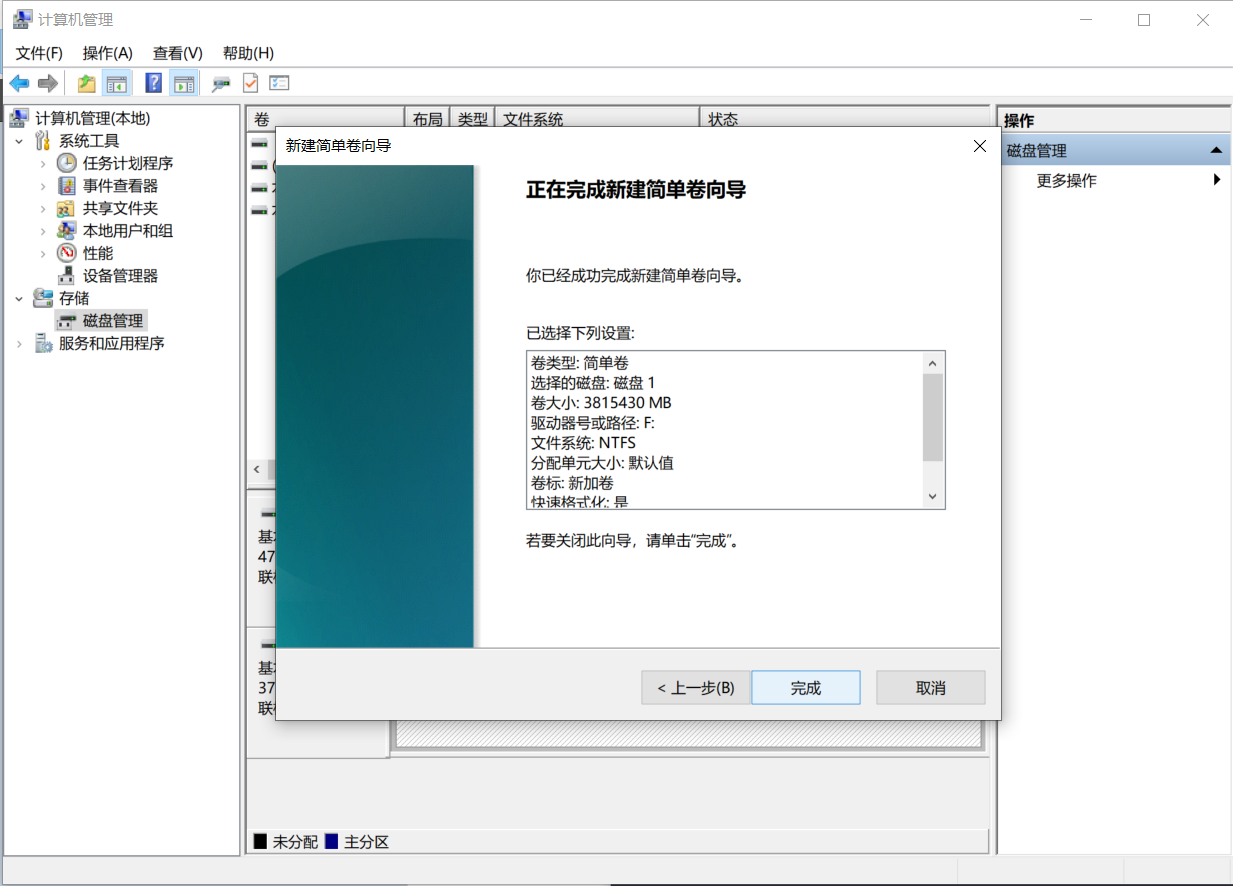 计算机管理
文件(F) 操作(A) 查看(V) 帮助(H)
计算机管理(本地)
系统工具
任务计划程序
事件查看器
共享文件夹
本地用户和组
性能
设备管理器
存储
磁盘管理
服务和应用程序
卷 布局 类型 文件系统 状态
新建简单卷向导
正在完成新建简单卷向导
你已经成功完成新建简单卷向导。
已选择下列设置:
卷类型: 简单卷
选择的磁盘: 磁盘 1
卷大小: 3815430 MB
驱动器号或路径: F:
文件系统: NTFS
分配单元大小: 默认值
卷标: 新加卷
快速格式化: 是
若要关闭此向导，请单击"完成"。
< 上一步(B) 完成 取消
基
47
联
基
37
联
未分配 主分区
操作
磁盘管理
更多操作